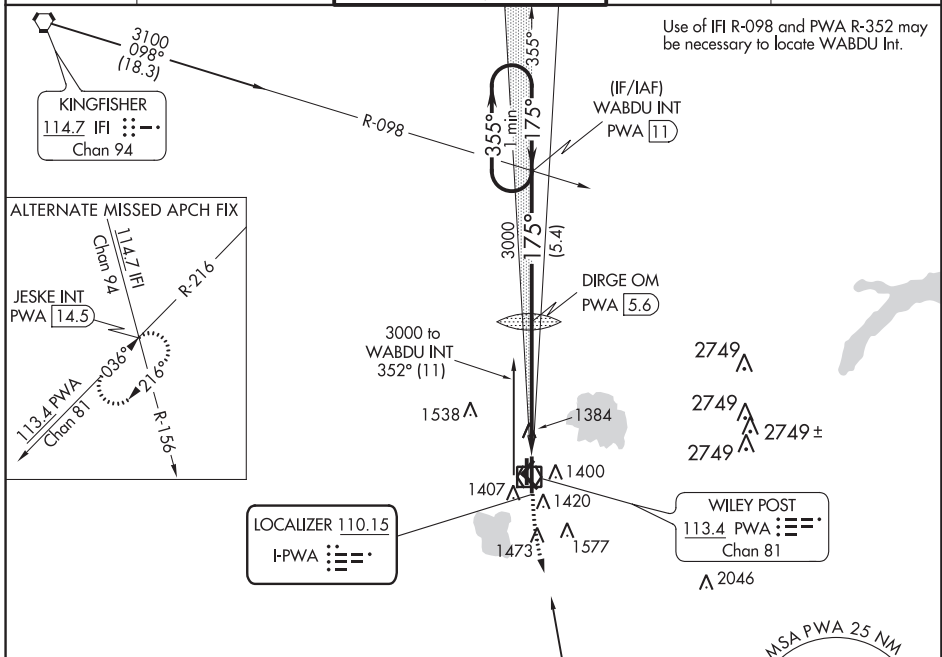 Use of IFI R-098 and PWA R-352 may
be necessary to locate WABDU Int.
3100
098°
(18.3)
355°
KINGFISHER
114.7 IFI
Chan 94
R-098
355°
1 min
175°
(IF/IAF)
WABDU INT
PWA 11
ALTERNATE MISSED APCH FIX
114.7 IFI
Chan 94
R-216
JESKE INT
PWA 14.5
036°
216°
113.4 PWA
Chan 81
R-156
3000
175°
(5.4)
DIRGE OM
PWA 5.6
3000 to
WABDU INT
352° (11)
2749
1538
1384
2749
2749 ±
2749
1400
1407
1420
LOCALIZER 110.15
I-PWA
1473
1577
WILEY POST
113.4 PWA
Chan 81
2046
MSA PWA 25 NM